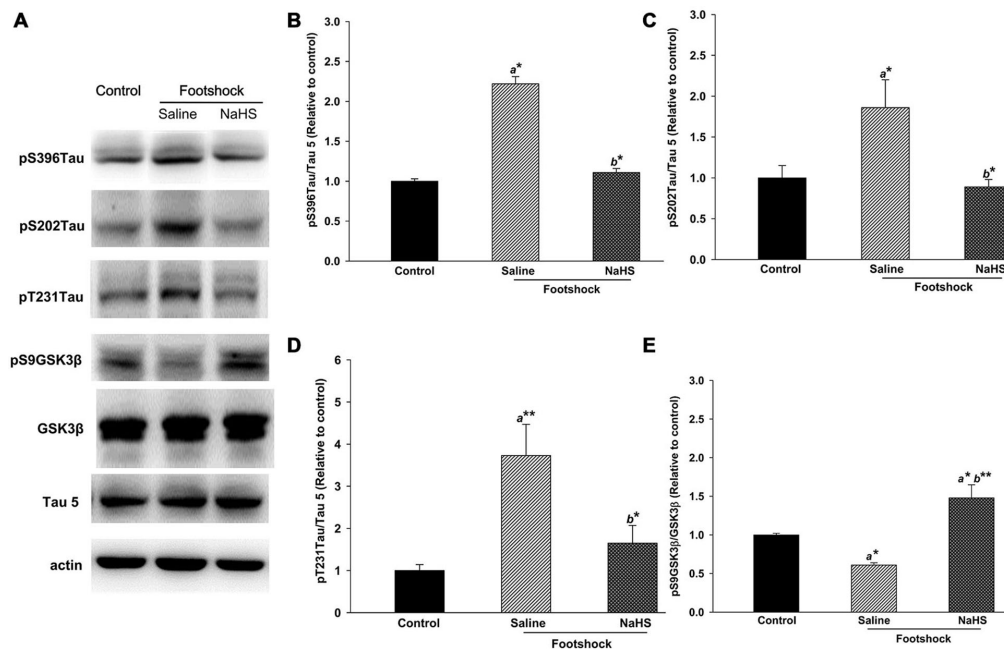 A
Control Footshock
Saline NaHS
pS396Tau
pS202Tau
pT231Tau
pS9GSK3β
GSK3β
Tau 5
actin
B
pS396Tau/Tau 5 (Relative to control)
3.0
2.5
2.0
1.5
1.0
0.5
0.0
a*
b*
Control Saline NaHS
Footshock
C
pS202Tau/Tau 5 (Relative to control)
3.0
2.5
2.0
1.5
1.0
0.5
0.0
a*
b*
Control Saline NaHS
Footshock
D
pT231Tau/Tau 5 (Relative to control)
6
5
4
3
2
1
0
a**
b*
Control Saline NaHS
Footshock
E
pS9GSK3β/GSK3β (Relative to control)
3.0
2.5
2.0
1.5
1.0
0.5
0.0
a*
a* b**
Control Saline NaHS
Footshock